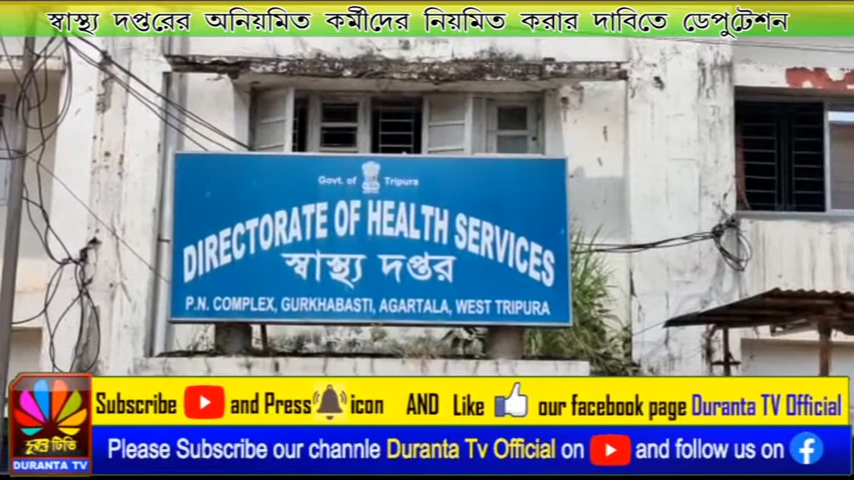 স্বাস্থ্য দপ্তরের অনিয়মিত কর্মীদের নিয়মিত করার দাবিতে ডেপুটেশন
Govt. of Tripura
DIRECTORATE OF HEALTH SERVICES
স্বাস্থ্য দপ্তর
P.N. COMPLEX, GURKHABASTI, AGARTALA, WEST TRIPURA
Subscribe and Press icon AND Like our facebook page Duranta TV Official
দুরন্ত টিভি
DURANTA TV
Please Subscribe our channle Duranta Tv Official on and follow us on